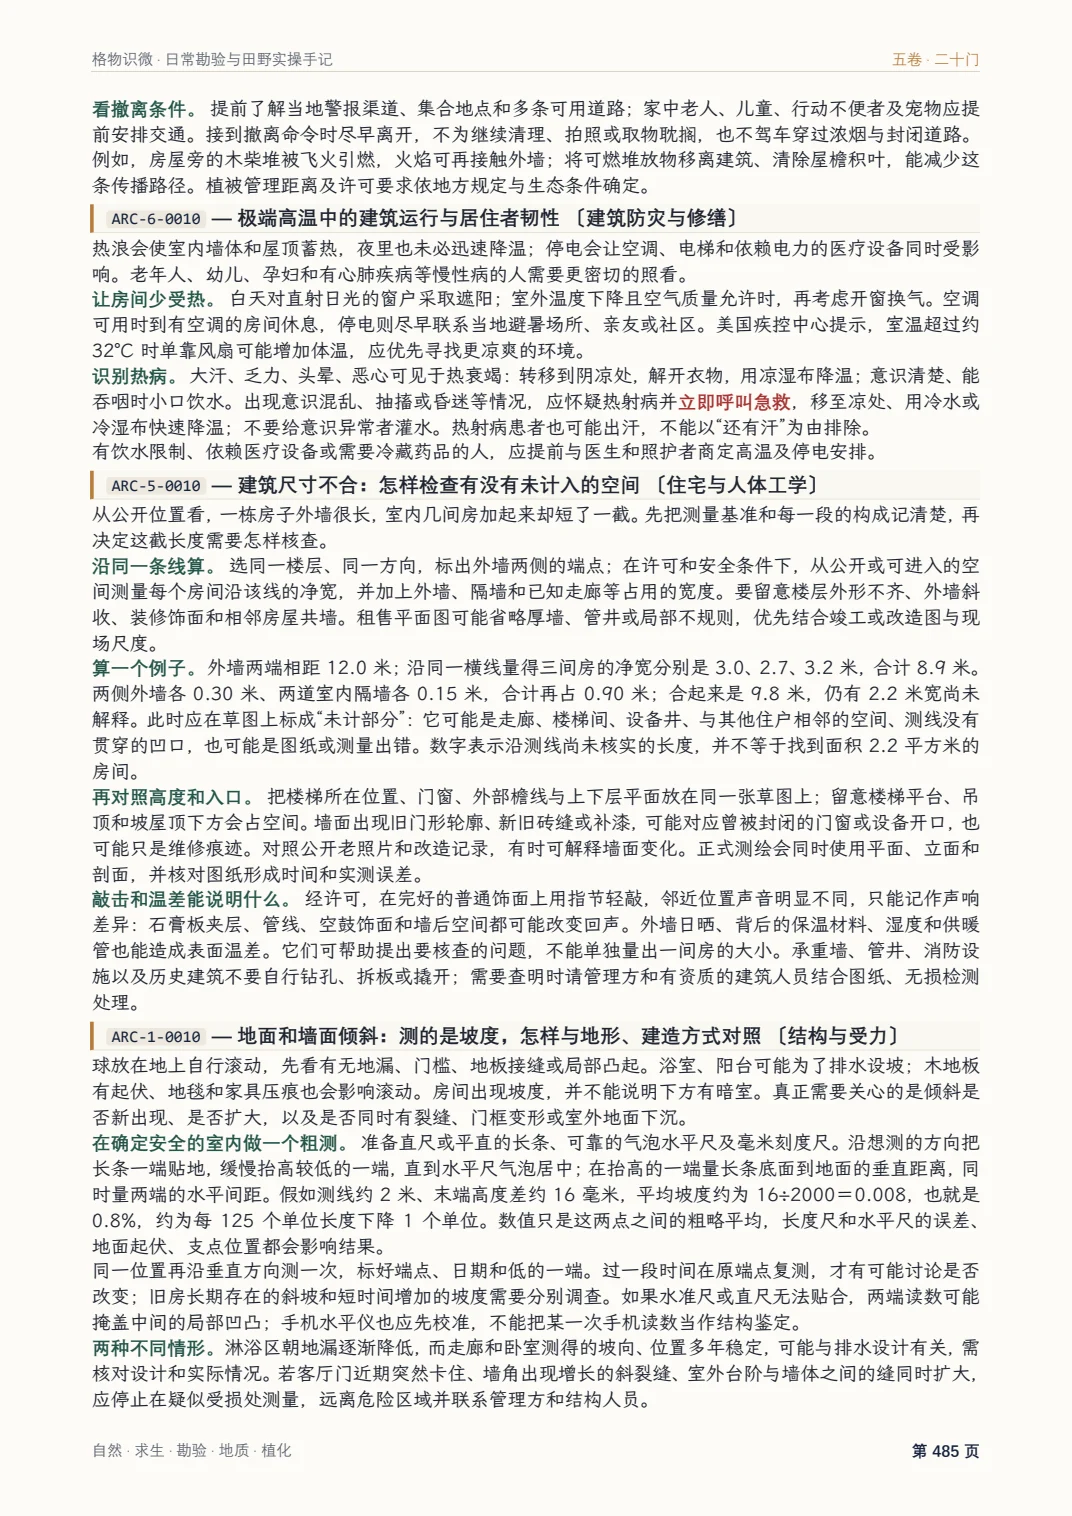 格物识微 · 日常勘验与田野实操手记
五卷 · 二十门
看撤离条件。 提前了解当地警报渠道、集合地点和多条可用道路；家中老人、儿童、行动不便者及宠物应提
前安排交通。接到撤离命令时尽早离开，不为继续清理、拍照或取物耽搁，也不驾车穿过浓烟与封闭道路。
例如，房屋旁的木柴堆被飞火引燃，火焰可再接触外墙；将可燃堆放物移离建筑、清除屋檐积叶，能减少这
条传播路径。植被管理距离及许可要求依地方规定与生态条件确定。
ARC-6-0010 — 极端高温中的建筑运行与居住者韧性 〔建筑防灾与修缮〕
热浪会使室内墙体和屋顶蓄热，夜里也未必迅速降温；停电会让空调、电梯和依赖电力的医疗设备同时受影
响。老年人、幼儿、孕妇和有心肺疾病等慢性病的人需要更密切的照看。
让房间少受热。 白天对直射日光的窗户采取遮阳；室外温度下降且空气质量允许时，再考虑开窗换气。空调
可用时到有空调的房间休息，停电则尽早联系当地避暑场所、亲友或社区。美国疾控中心提示，室温超过约
32℃ 时单靠风扇可能增加体温，应优先寻找更凉爽的环境。
识别热病。 大汗、乏力、头晕、恶心可见于热衰竭：转移到阴凉处，解开衣物，用凉湿布降温；意识清楚、能
吞咽时小口饮水。出现意识混乱、抽搐或昏迷等情况，应怀疑热射病并立即呼叫急救，移至凉处、用冷水或
冷湿布快速降温；不要给意识异常者灌水。热射病患者也可能出汗，不能以“还有汗”为由排除。
有饮水限制、依赖医疗设备或需要冷藏药品的人，应提前与医生和照护者商定高温及停电安排。
ARC-5-0010 — 建筑尺寸不合：怎样检查有没有未计入的空间 〔住宅与人体工学〕
从公开位置看，一栋房子外墙很长，室内几间房加起来却短了一截。先把测量基准和每一段的构成记清楚，再
决定这截长度需要怎样核查。
沿同一条线算。 选同一楼层、同一方向，标出外墙两侧的端点；在许可和安全条件下，从公开或可进入的空
间测量每个房间沿该线的净宽，并加上外墙、隔墙和已知走廊等占用的宽度。要留意楼层外形不齐、外墙斜
收、装修饰面和相邻房屋共墙。租售平面图可能省略厚墙、管井或局部不规则，优先结合竣工或改造图与现
场尺度。
算一个例子。 外墙两端相距 12.0 米；沿同一横线量得三间房的净宽分别是 3.0、2.7、3.2 米，合计 8.9 米。
两侧外墙各 0.30 米、两道室内隔墙各 0.15 米，合计再占 0.90 米；合起来是 9.8 米，仍有 2.2 米宽尚未
解释。此时应在草图上标成“未计部分”：它可能是走廊、楼梯间、设备井、与其他住户相邻的空间、测线没有
贯穿的凹口，也可能是图纸或测量出错。数字表示沿测线尚未核实的长度，并不等于找到面积 2.2 平方米的
房间。
再对照高度和入口。 把楼梯所在位置、门窗、外部檐线与上下层平面放在同一张草图上；留意楼梯平台、吊
顶和坡屋顶下方会占空间。墙面出现旧门形轮廓、新旧砖缝或补漆，可能对应曾被封闭的门窗或设备开口，也
可能只是维修痕迹。对照公开老照片和改造记录，有时可解释墙面变化。正式测绘会同时使用平面、立面和
剖面，并核对图纸形成时间和实测误差。
敲击和温差能说明什么。 经许可，在完好的普通饰面上用指节轻敲，邻近位置声音明显不同，只能记作声响
差异：石膏板夹层、管线、空鼓饰面和墙后空间都可能改变回声。外墙日晒、背后的保温材料、湿度和供暖
管也能造成表面温差。它们可帮助提出要核查的问题，不能单独量出一间房的大小。承重墙、管井、消防设
施以及历史建筑不要自行钻孔、拆板或撬开；需要查明时请管理方和有资质的建筑人员结合图纸、无损检测
处理。
ARC-1-0010 — 地面和墙面倾斜：测的是坡度，怎样与地形、建造方式对照 〔结构与受力〕
球放在地上自行滚动，先看有无地漏、门槛、地板接缝或局部凸起。浴室、阳台可能为了排水设坡；木地板
有起伏、地毯和家具压痕也会影响滚动。房间出现坡度，并不能说明下方有暗室。真正需要关心的是倾斜是
否新出现、是否扩大，以及是否同时有裂缝、门框变形或室外地面下沉。
在确定安全的室内做一个粗测。 准备直尺或平直的长条、可靠的气泡水平尺及毫米刻度尺。沿想测的方向把
长条一端贴地，缓慢抬高较低的一端，直到水平尺气泡居中；在抬高的一端量长条底面到地面的垂直距离，同
时量两端的水平间距。假如测线约 2 米、末端高度差约 16 毫米，平均坡度约为 16÷2000＝0.008，也就是
0.8%，约为每 125 个单位长度下降 1 个单位。数值只是这两点之间的粗略平均，长度尺和水平尺的误差、
地面起伏、支点位置都会影响结果。
同一位置再沿垂直方向测一次，标好端点、日期和低的一端。过一段时间在原端点复测，才有可能讨论是否
改变；旧房长期存在的斜坡和短时间增加的坡度需要分别调查。如果水准尺或直尺无法贴合，两端读数可能
掩盖中间的局部凹凸；手机水平仪也应先校准，不能把某一次手机读数当作结构鉴定。
两种不同情形。 淋浴区朝地漏逐渐降低，而走廊和卧室测得的坡向、位置多年稳定，可能与排水设计有关，需
核对设计和实际情况。若客厅门近期突然卡住、墙角出现增长的斜裂缝、室外台阶与墙体之间的缝同时扩大，
应停止在疑似受损处测量，远离危险区域并联系管理方和结构人员。
自然 · 求生 · 勘验 · 地质 · 植化
第 485 页